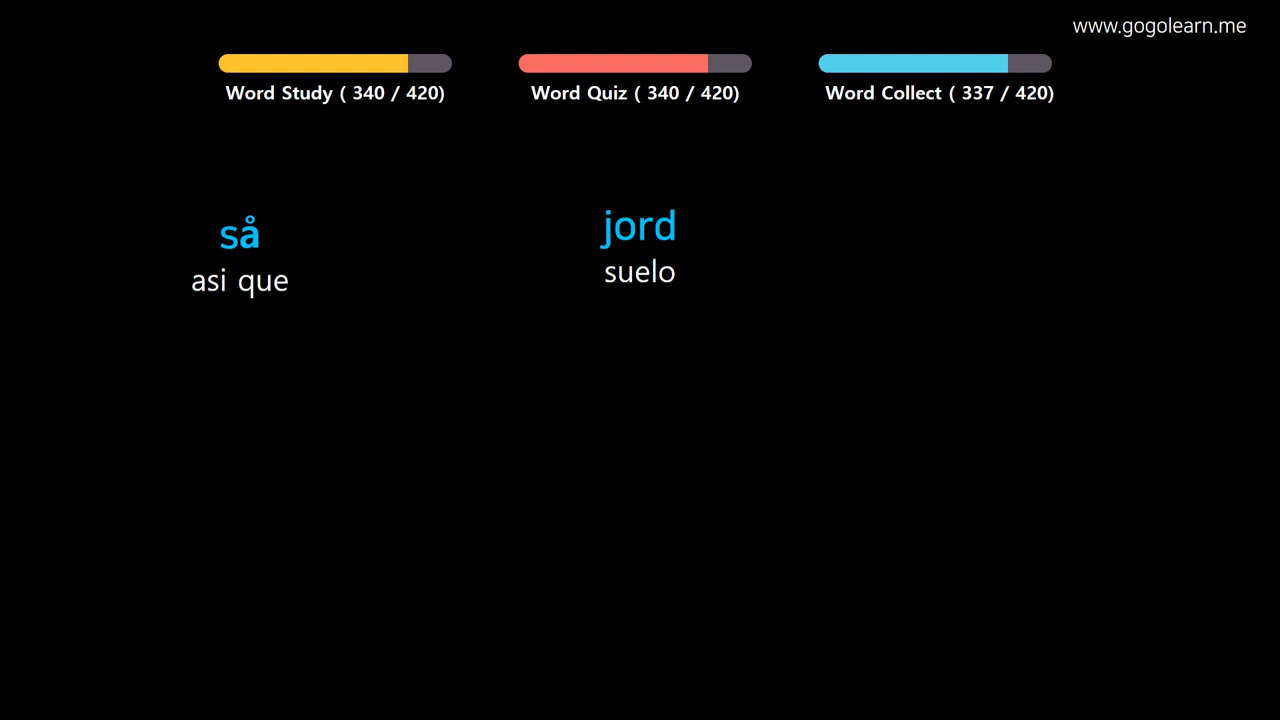 www.gogolearn.me
Word Study ( 340 / 420)
Word Quiz ( 340 / 420)
Word Collect ( 337 / 420)
så
asi que
jord
suelo